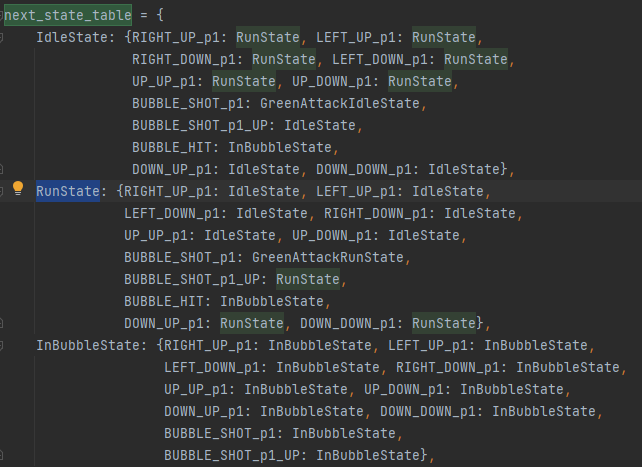 next_state_table = {
IdleState: {RIGHT_UP_p1: RunState, LEFT_UP_p1: RunState,
RIGHT_DOWN_p1: RunState, LEFT_DOWN_p1: RunState,
UP_UP_p1: RunState, UP_DOWN_p1: RunState,
BUBBLE_SHOT_p1: GreenAttackIdleState,
BUBBLE_SHOT_p1_UP: IdleState,
BUBBLE_HIT: InBubbleState,
DOWN_UP_p1: IdleState, DOWN_DOWN_p1: IdleState},
RunState: {RIGHT_UP_p1: IdleState, LEFT_UP_p1: IdleState,
LEFT_DOWN_p1: IdleState, RIGHT_DOWN_p1: IdleState,
UP_UP_p1: IdleState, UP_DOWN_p1: IdleState,
BUBBLE_SHOT_p1: GreenAttackRunState,
BUBBLE_SHOT_p1_UP: RunState,
BUBBLE_HIT: InBubbleState,
DOWN_UP_p1: RunState, DOWN_DOWN_p1: RunState},
InBubbleState: {RIGHT_UP_p1: InBubbleState, LEFT_UP_p1: InBubbleState,
LEFT_DOWN_p1: InBubbleState, RIGHT_DOWN_p1: InBubbleState,
UP_UP_p1: InBubbleState, UP_DOWN_p1: InBubbleState,
DOWN_UP_p1: InBubbleState, DOWN_DOWN_p1: InBubbleState,
BUBBLE_SHOT_p1: InBubbleState,
BUBBLE_SHOT_p1_UP: InBubbleState},